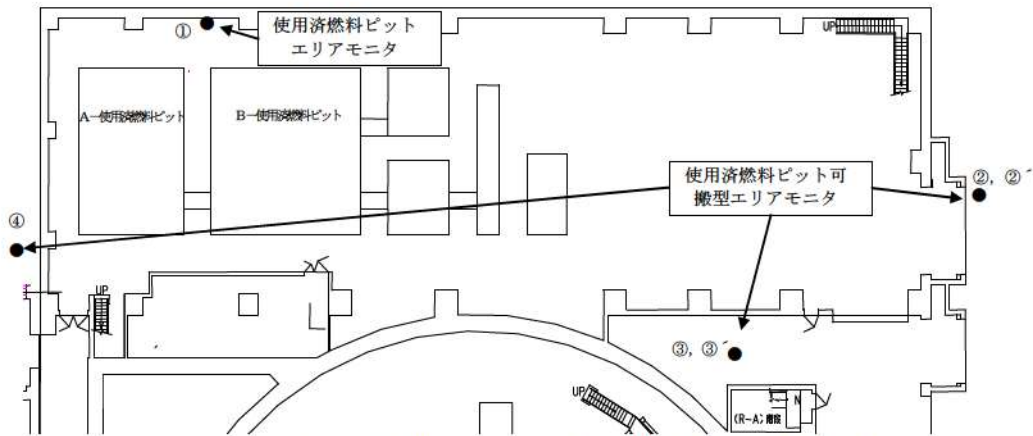 ①
使用済燃料ピット
エリアモニタ
UP
A－使用済燃料ピット
B－使用済燃料ピット
使用済燃料ピット可
搬型エリアモニタ
②，②´
④
UP
③，③´
UP
N
(R-A)階段